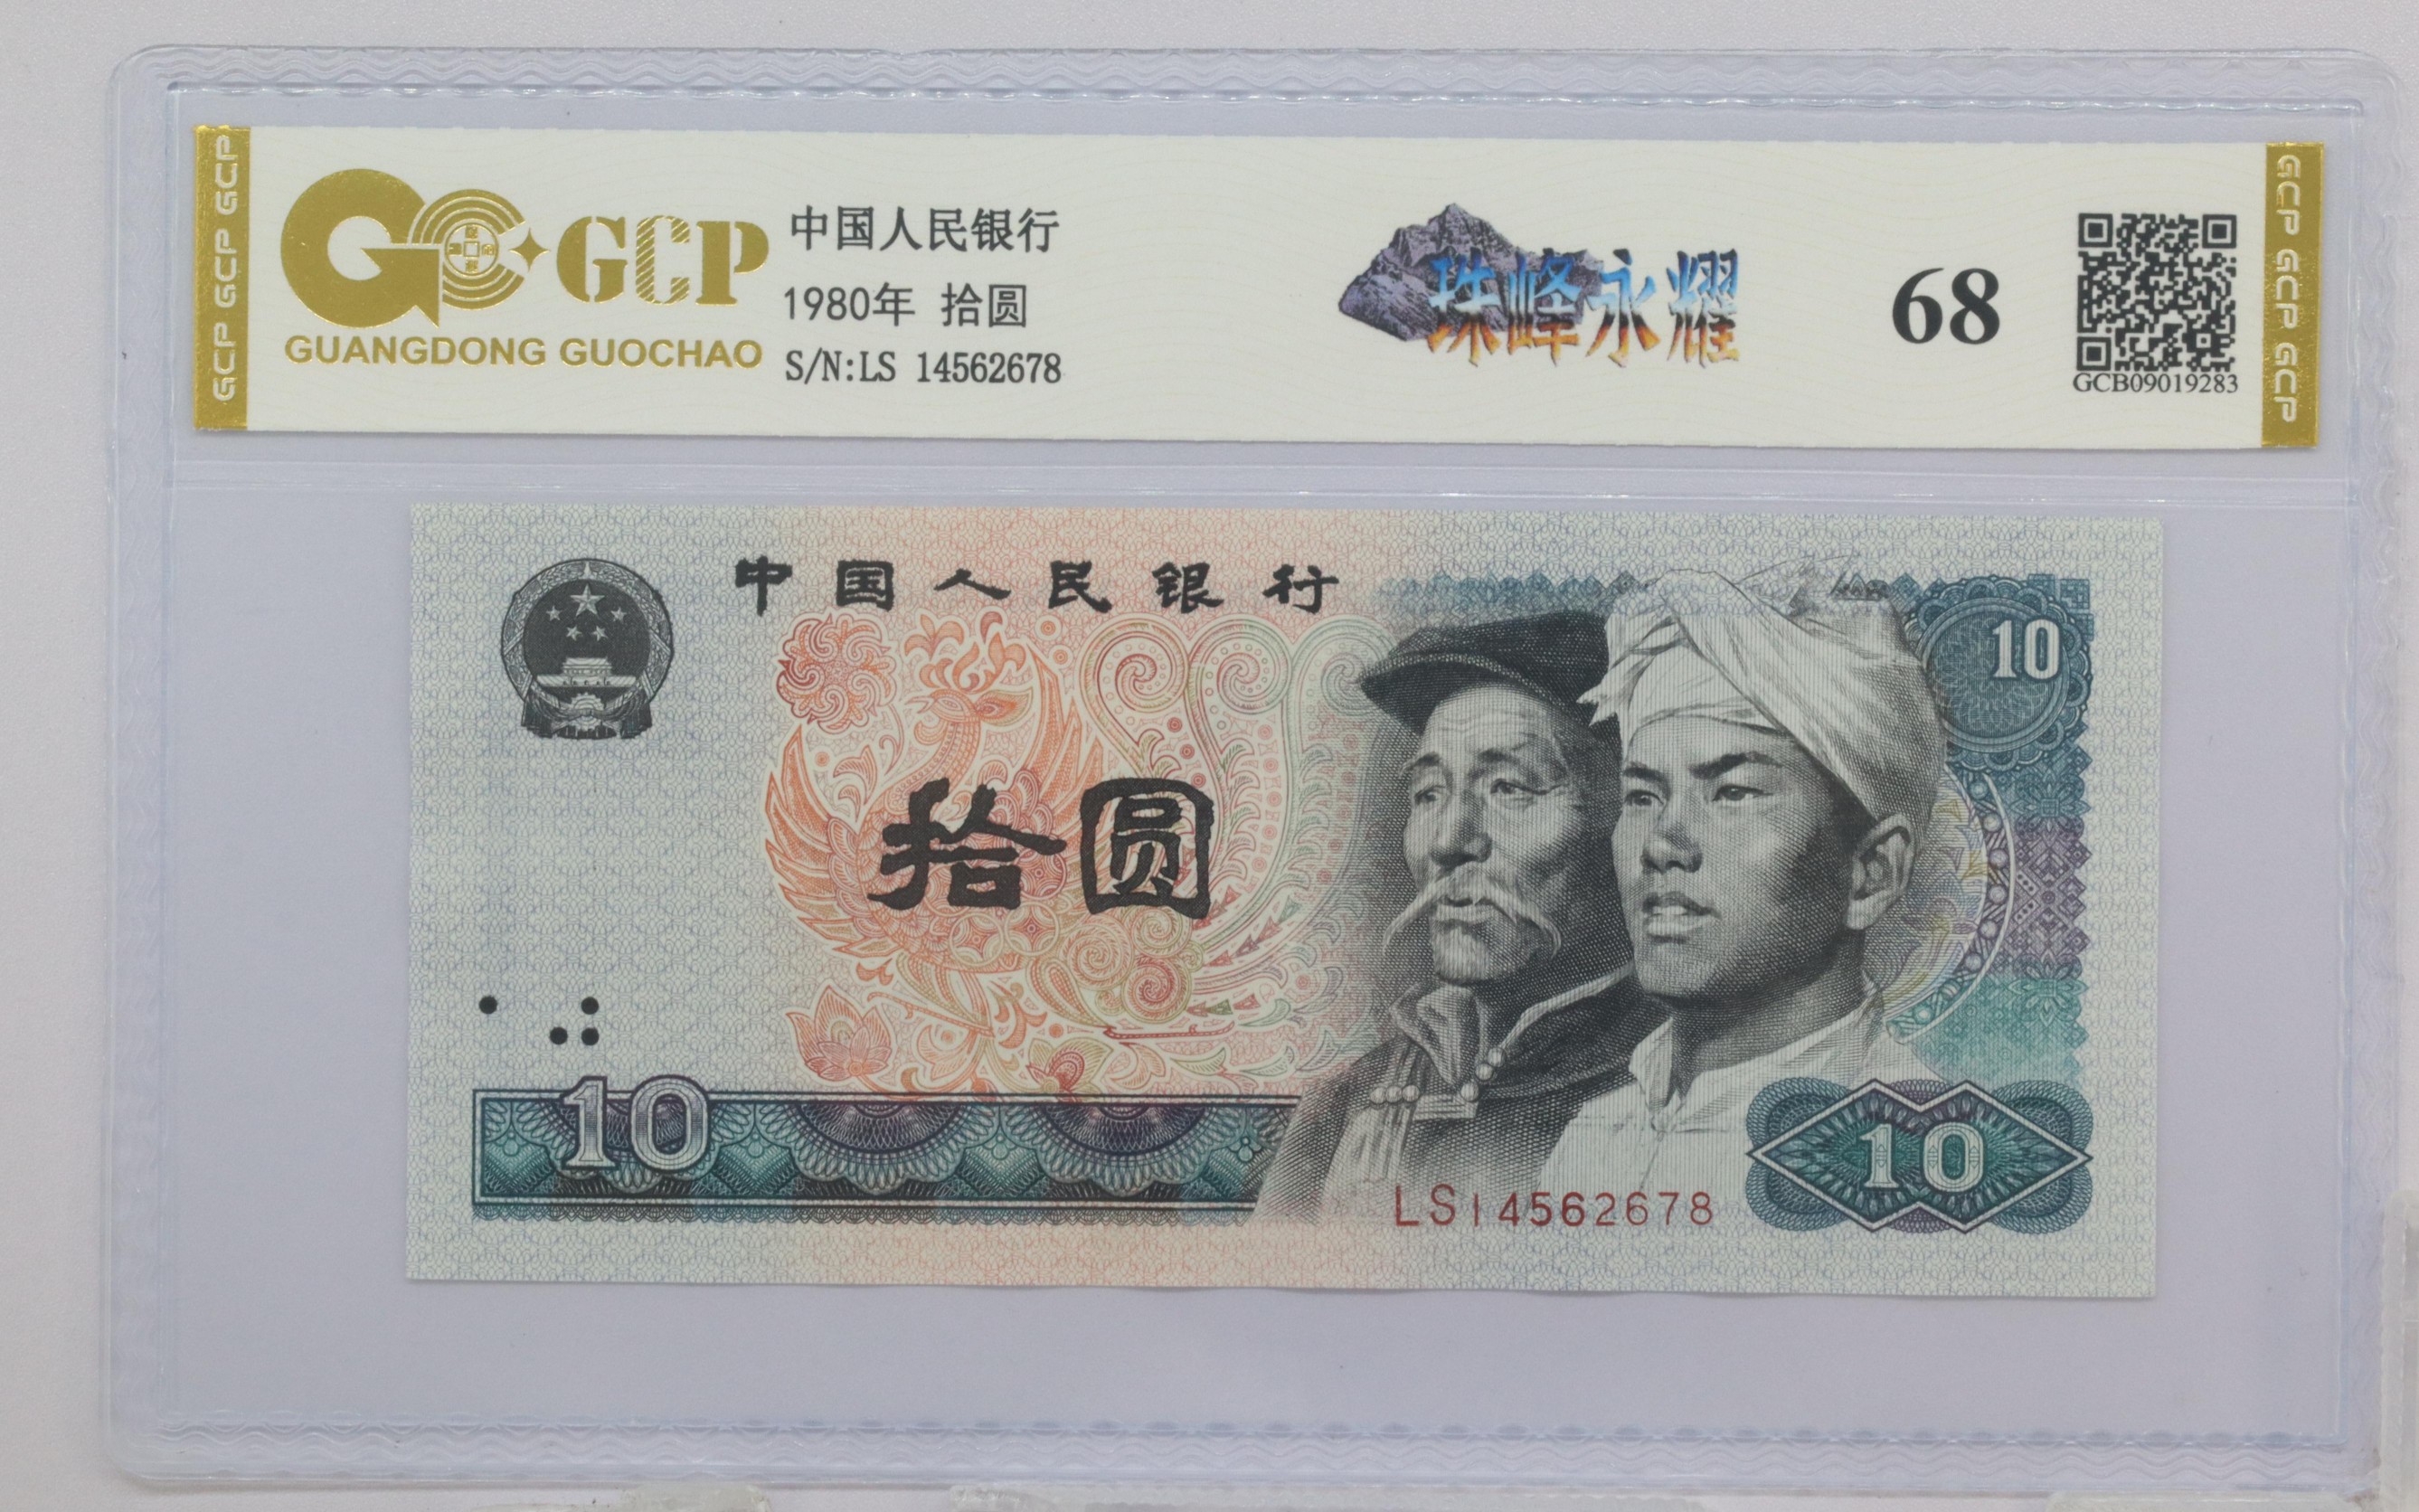 GCP GCP GCP
GCP
GUANGDONG GUOCHAO
中国人民银行
1980年 拾圆
S/N:LS 14562678
珠峰永耀
68
GCB09019283
GCP GCP GCP
中国人民银行
10
拾圆
10
10
LS14562678